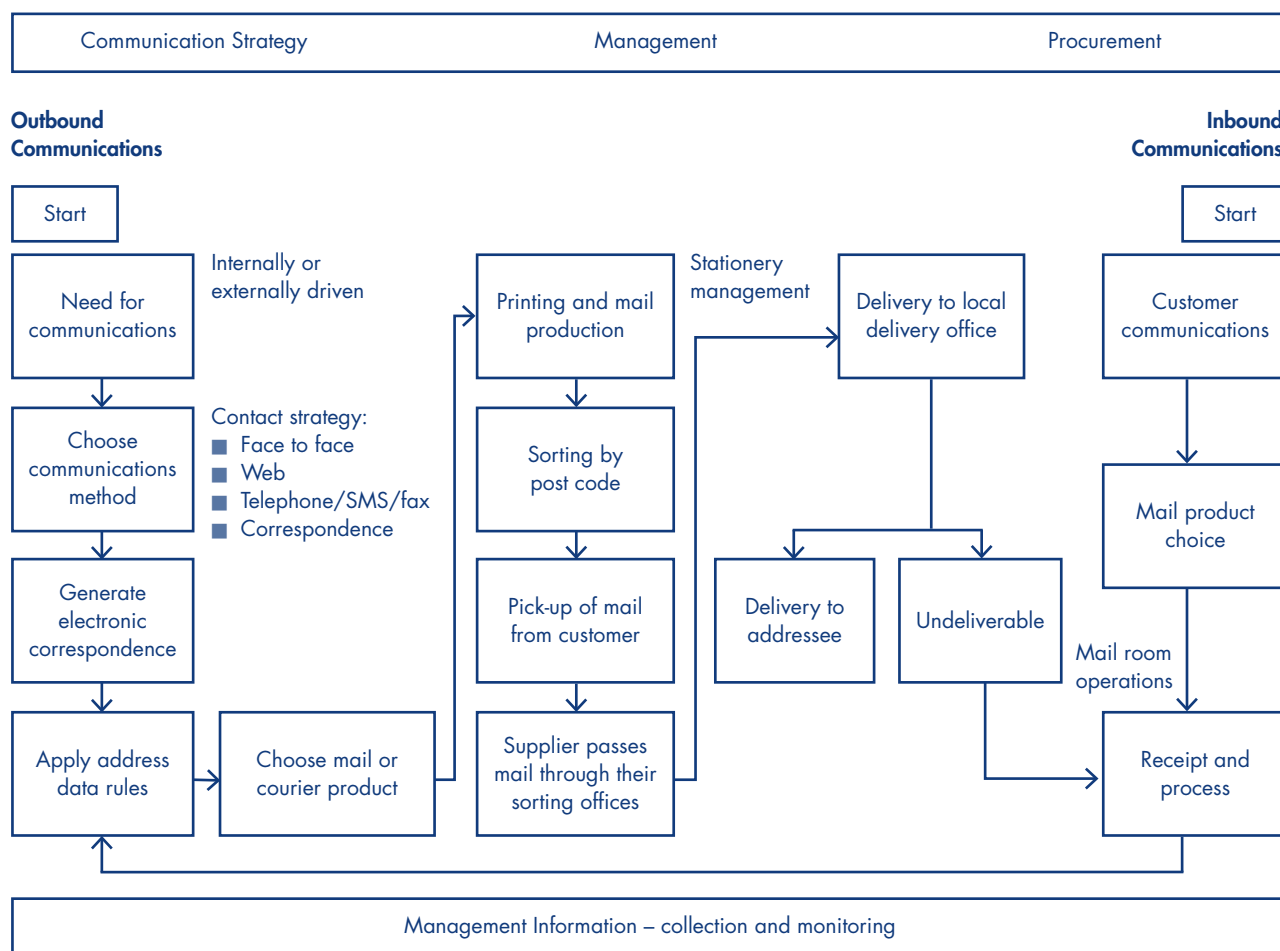 Communication Strategy
Management
Procurement
Outbound
Communications
Inbound
Communications
Start
Start
Need for
communications
Internally or
externally driven
Printing and mail
production
Stationery
management
Delivery to local
delivery office
Customer
communications
Choose
communications
method
Contact strategy:
■ Face to face
■ Web
■ Telephone/SMS/fax
■ Correspondence
Sorting by
post code
Mail product
choice
Generate
electronic
correspondence
Pick-up of mail
from customer
Delivery to
addressee
Undeliverable
Mail room
operations
Apply address
data rules
Choose mail or
courier product
Supplier passes
mail through their
sorting offices
Receipt and
process
Management Information – collection and monitoring